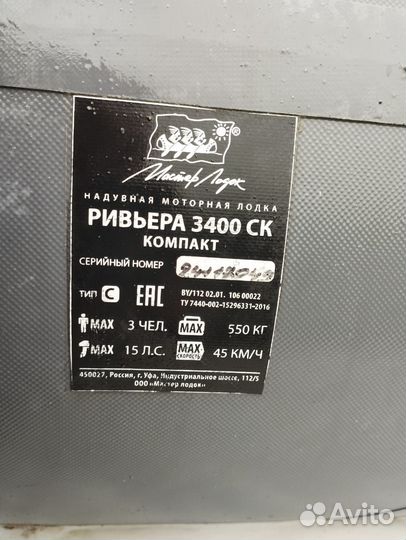 ®
Мастер Лодок
НАДУВНАЯ МОТОРНАЯ ЛОДКА
РИВЬЕРА 3400 СК
КОМПАКТ
СЕРИЙНЫЙ НОМЕР
ТИП C EAC BY/112 02.01. 106 00022
ТУ 7440-002-15296331-2016
MAX 3 ЧЕЛ. MAX 550 КГ
MAX 15 Л.С. MAX СКОРОСТЬ 45 КМ/Ч
450027, Россия, г. Уфа, Индустриальное шоссе, 112/5
ООО «Мастер лодок»
Avito